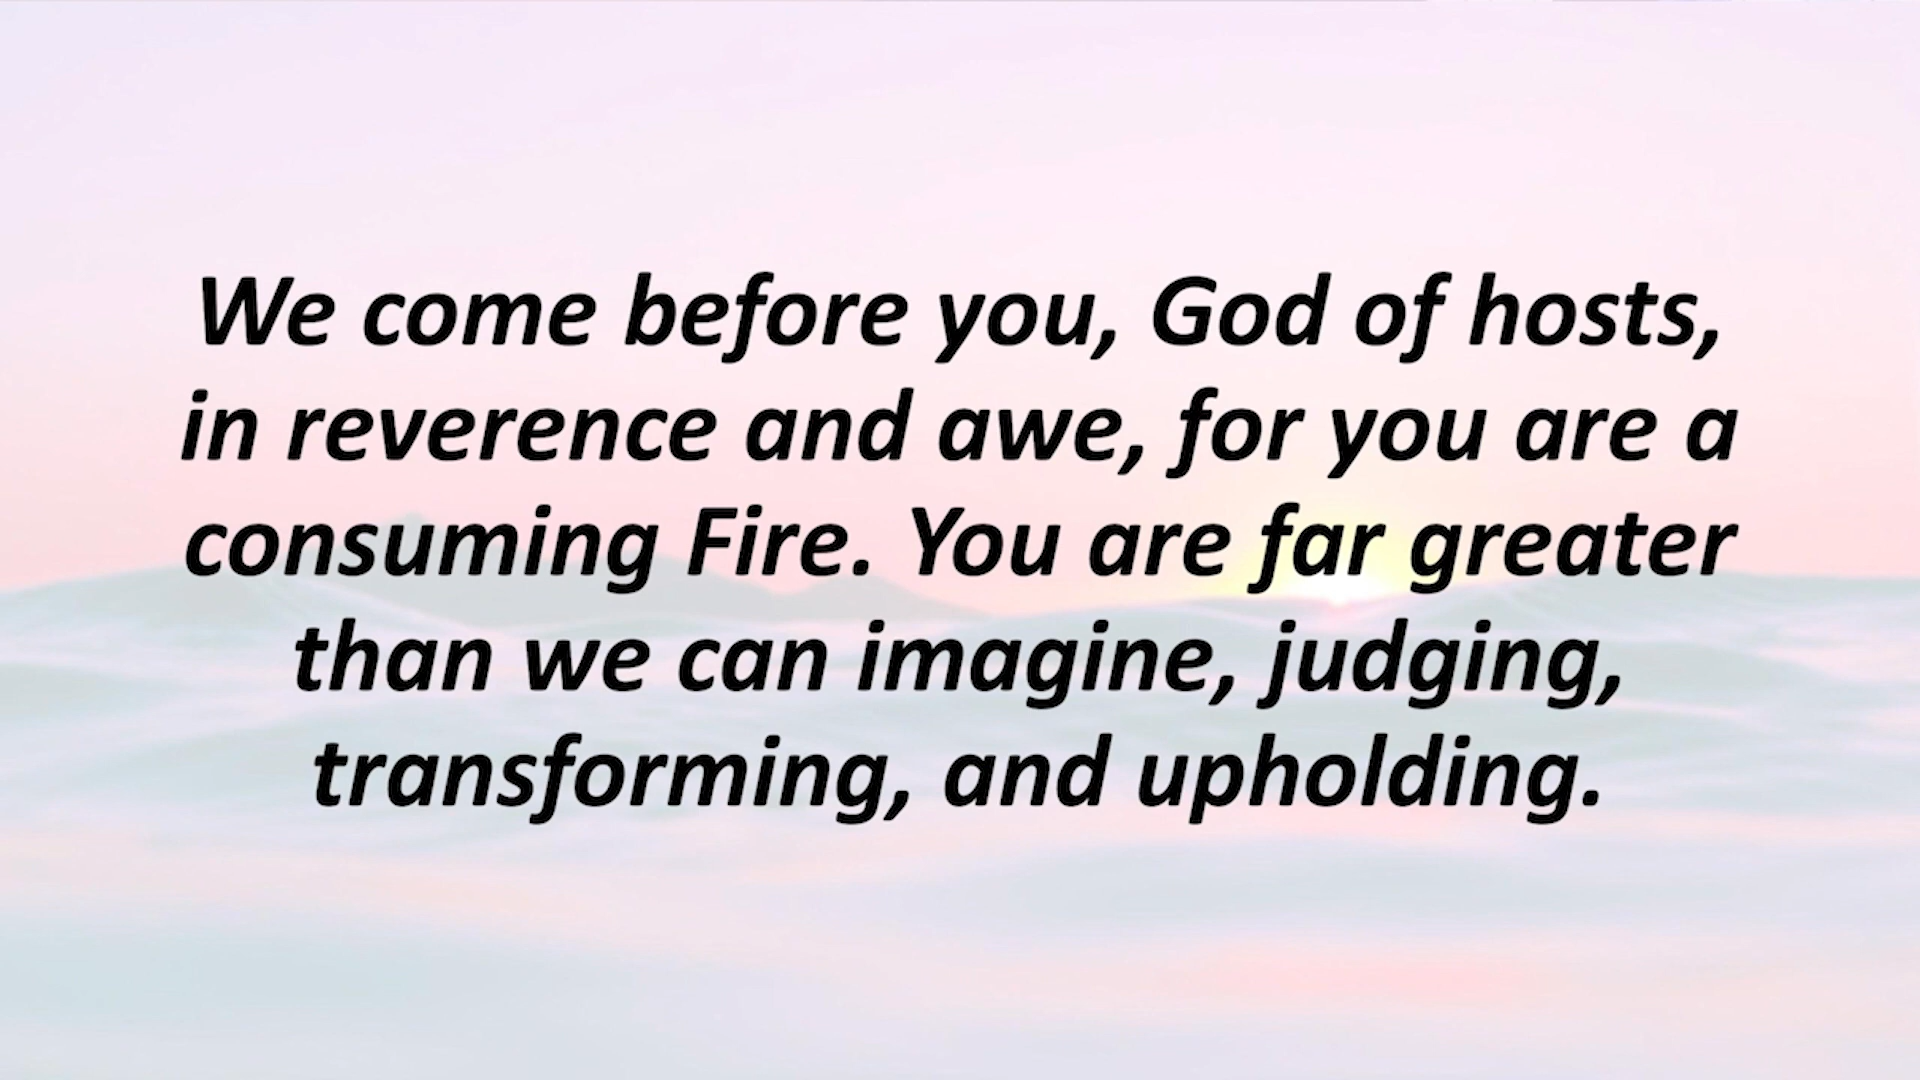 We come before you, God of hosts,
in reverence and awe, for you are a
consuming Fire. You are far greater
than we can imagine, judging,
transforming, and upholding.